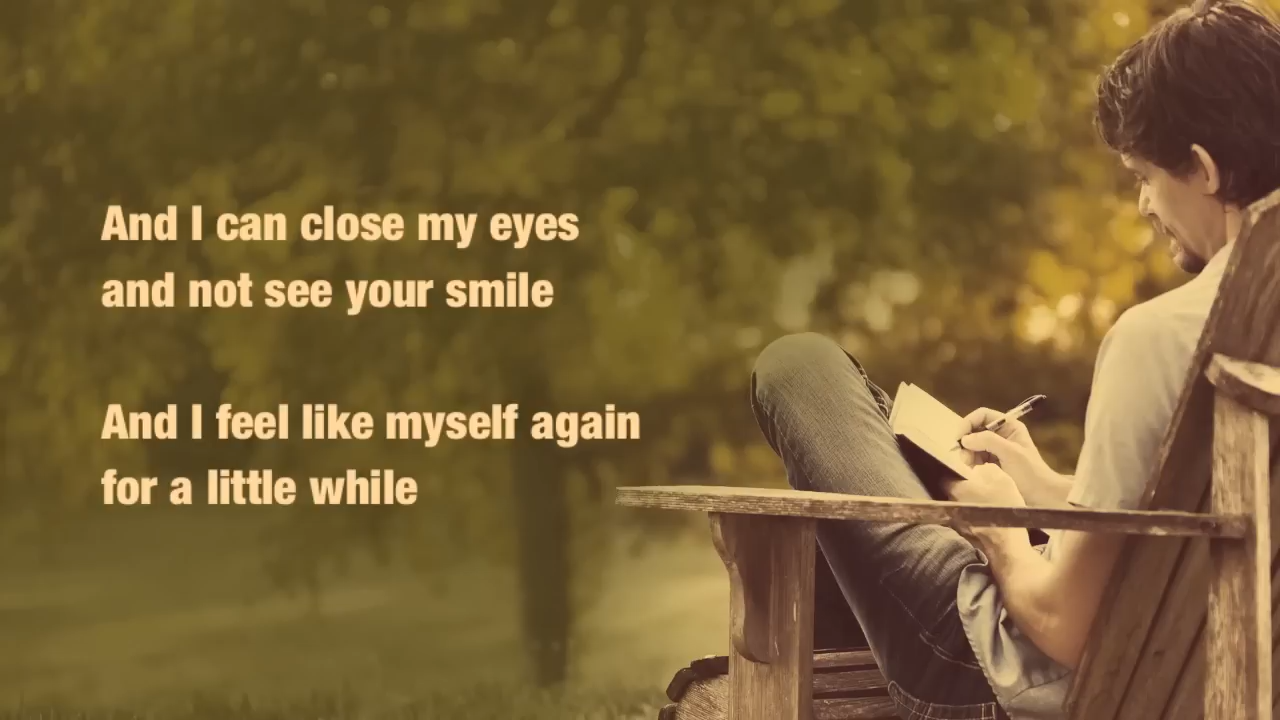 And I can close my eyes
and not see your smile
And I feel like myself again
for a little while